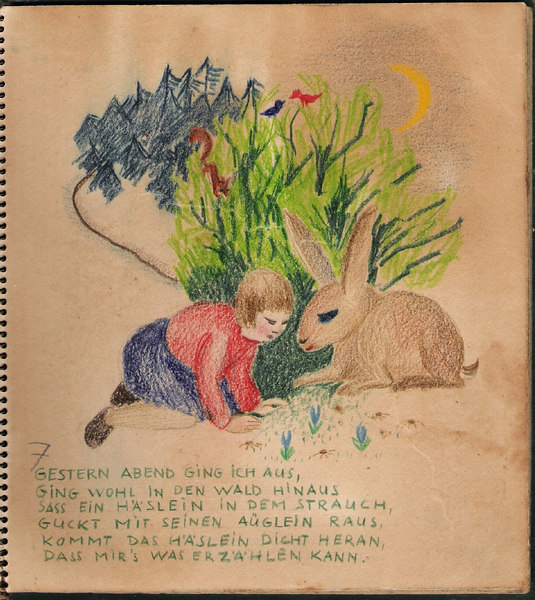 7
GESTERN ABEND GING ICH AUS,
GING WOHL IN DEN WALD HINAUS
SASS EIN HÄSLEIN IN DEM STRAUCH,
GUCKT MIT SEINEN AÜGLEIN RAUS,
KOMMT DAS HÄSLEIN DICHT HERAN,
DASS MIR'S WAS ERZÄHLEN KANN.